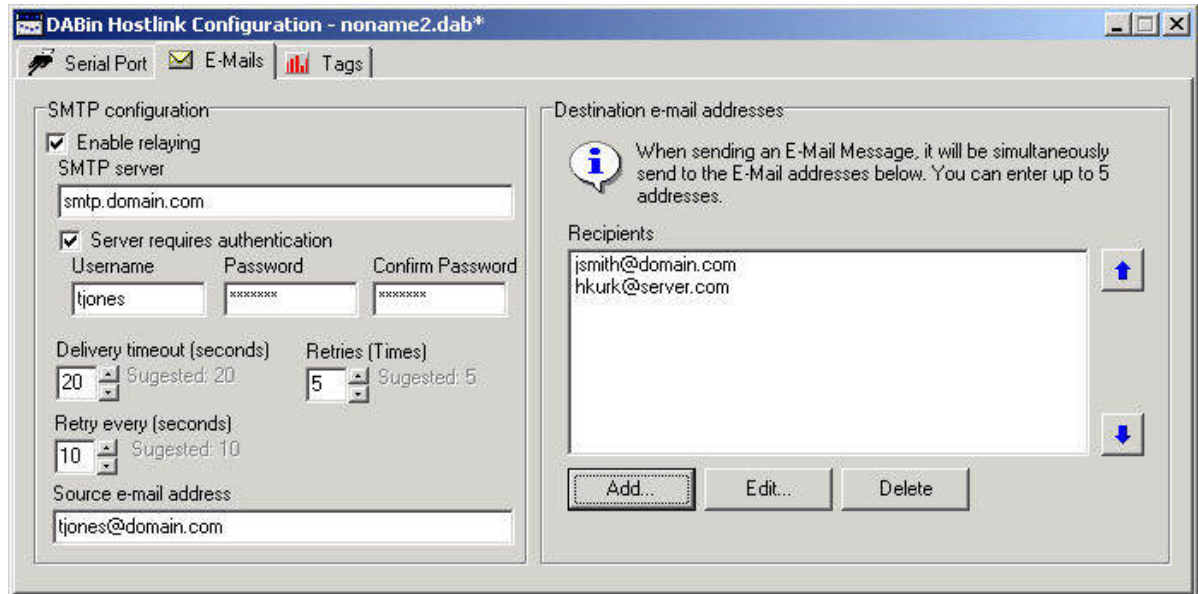 DABin Hostlink Configuration - noname2.dab*
Serial Port E-Mails Tags
SMTP configuration
Enable relaying
SMTP server
smtp.domain.com
Server requires authentication
Username Password Confirm Password
tjones ******* *******
Delivery timeout (seconds) Retries (Times)
20 Sugested: 20 5 Sugested: 5
Retry every (seconds)
10 Sugested: 10
Source e-mail address
tjones@domain.com
Destination e-mail addresses
When sending an E-Mail Message, it will be simultaneously
send to the E-Mail addresses below. You can enter up to 5
addresses.
Recipients
jsmith@domain.com
hkurk@server.com
Add... Edit... Delete